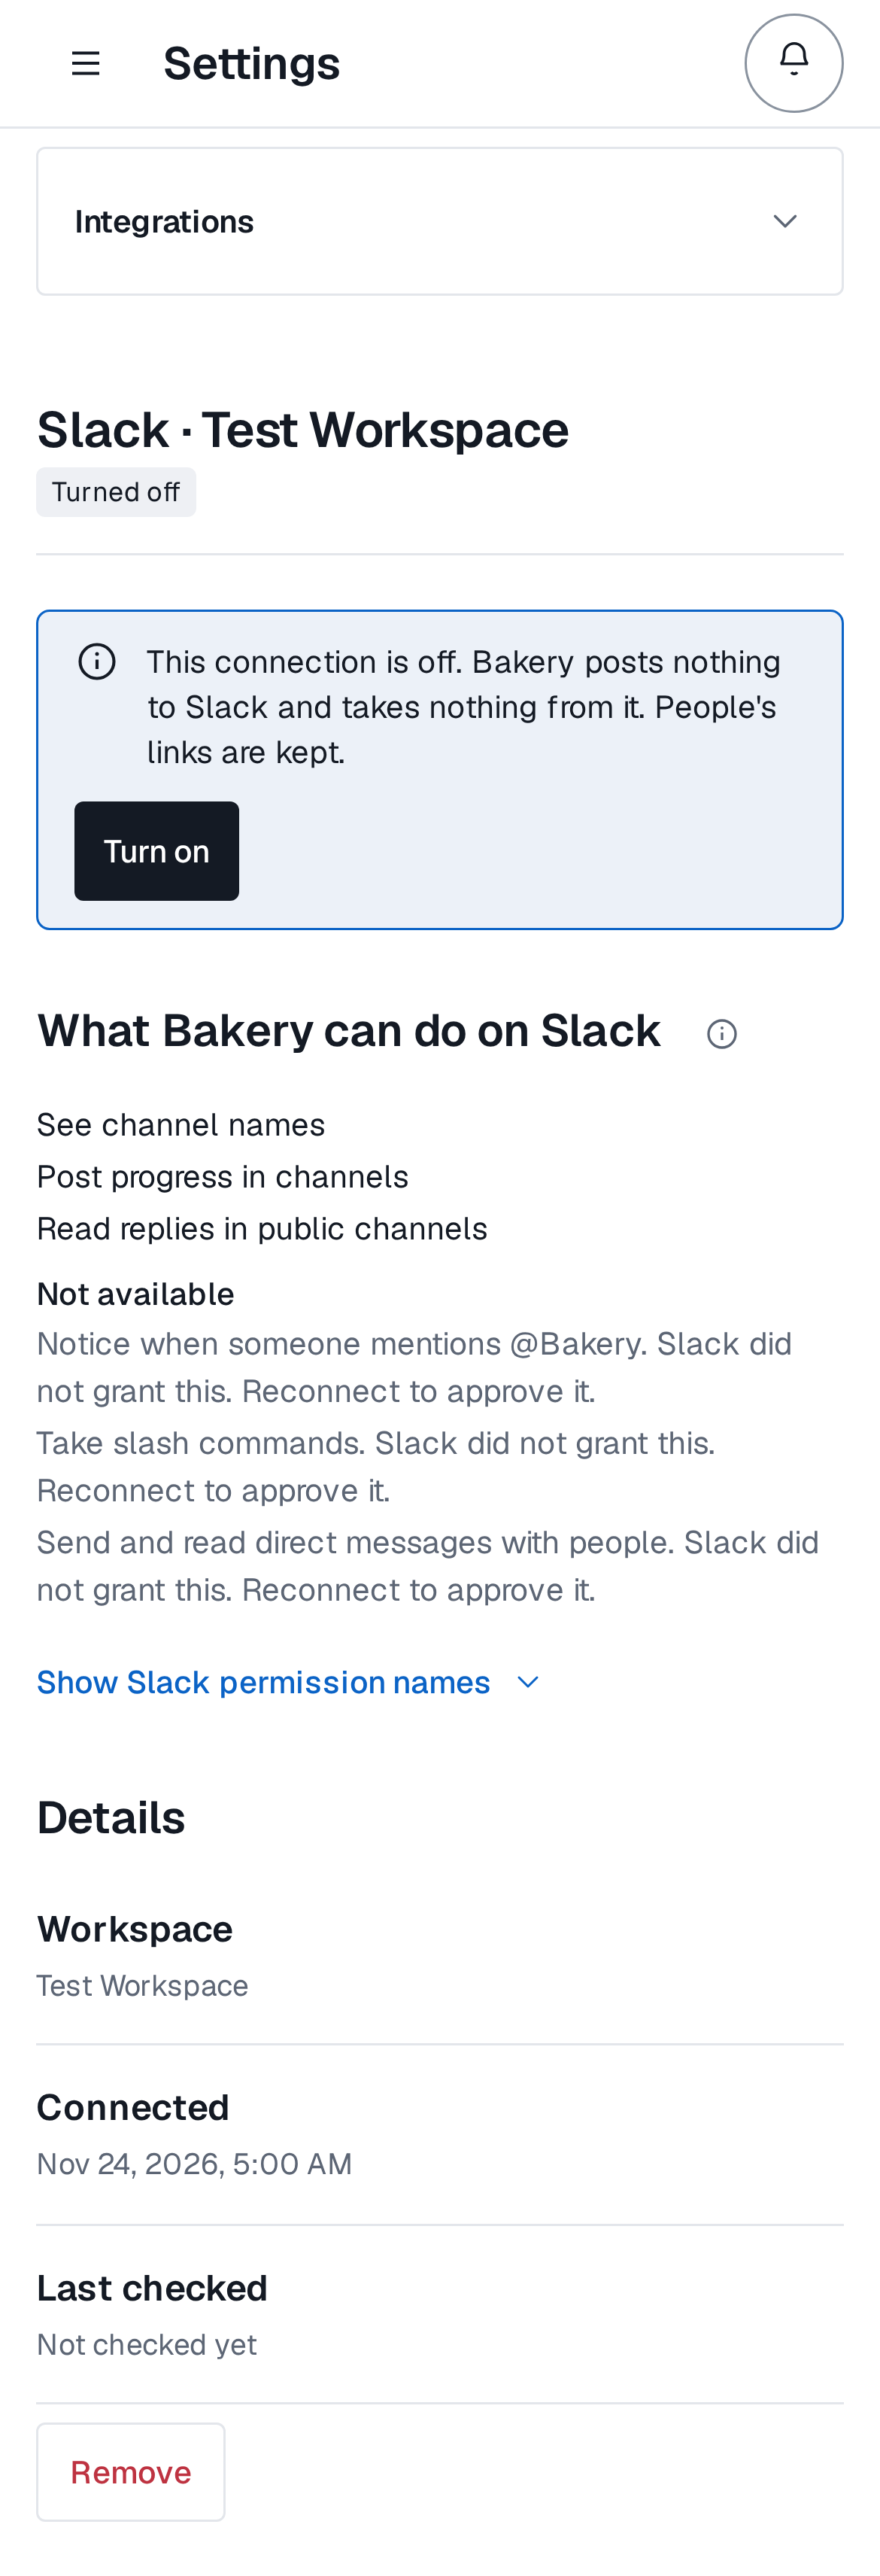 Settings
Integrations
Slack · Test Workspace
Turned off
This connection is off. Bakery posts nothing
to Slack and takes nothing from it. People's
links are kept.
Turn on
What Bakery can do on Slack
See channel names
Post progress in channels
Read replies in public channels
Not available
Notice when someone mentions @Bakery. Slack did
not grant this. Reconnect to approve it.
Take slash commands. Slack did not grant this.
Reconnect to approve it.
Send and read direct messages with people. Slack did
not grant this. Reconnect to approve it.
Show Slack permission names
Details
Workspace
Test Workspace
Connected
Nov 24, 2026, 5:00 AM
Last checked
Not checked yet
Remove